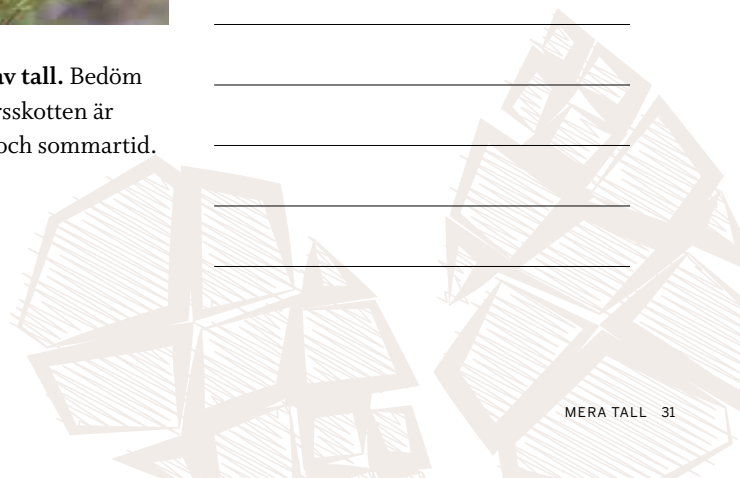 av tall. Bedöm
rsskotten är
och sommartid.
MERA TALL 31